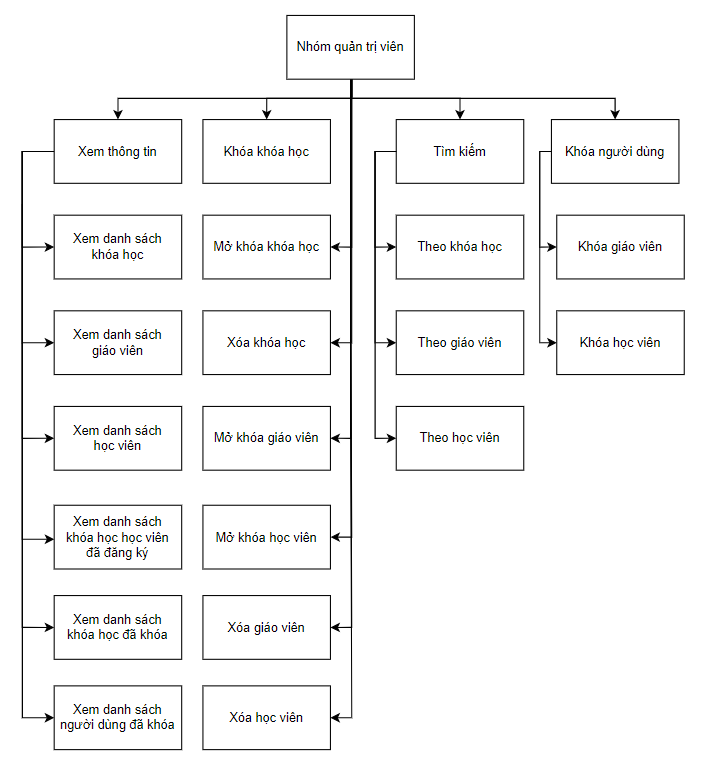 Nhóm quản trị viên
Xem thông tin
Khóa khóa học
Tìm kiếm
Khóa người dùng
Xem danh sách
khóa học
Mở khóa khóa học
Theo khóa học
Khóa giáo viên
Xem danh sách
giáo viên
Xóa khóa học
Theo giáo viên
Khóa học viên
Xem danh sách
học viên
Mở khóa giáo viên
Theo học viên
Xem danh sách
khóa học học viên
đã đăng ký
Mở khóa học viên
Xem danh sách
khóa học đã khóa
Xóa giáo viên
Xem danh sách
người dùng đã khóa
Xóa học viên